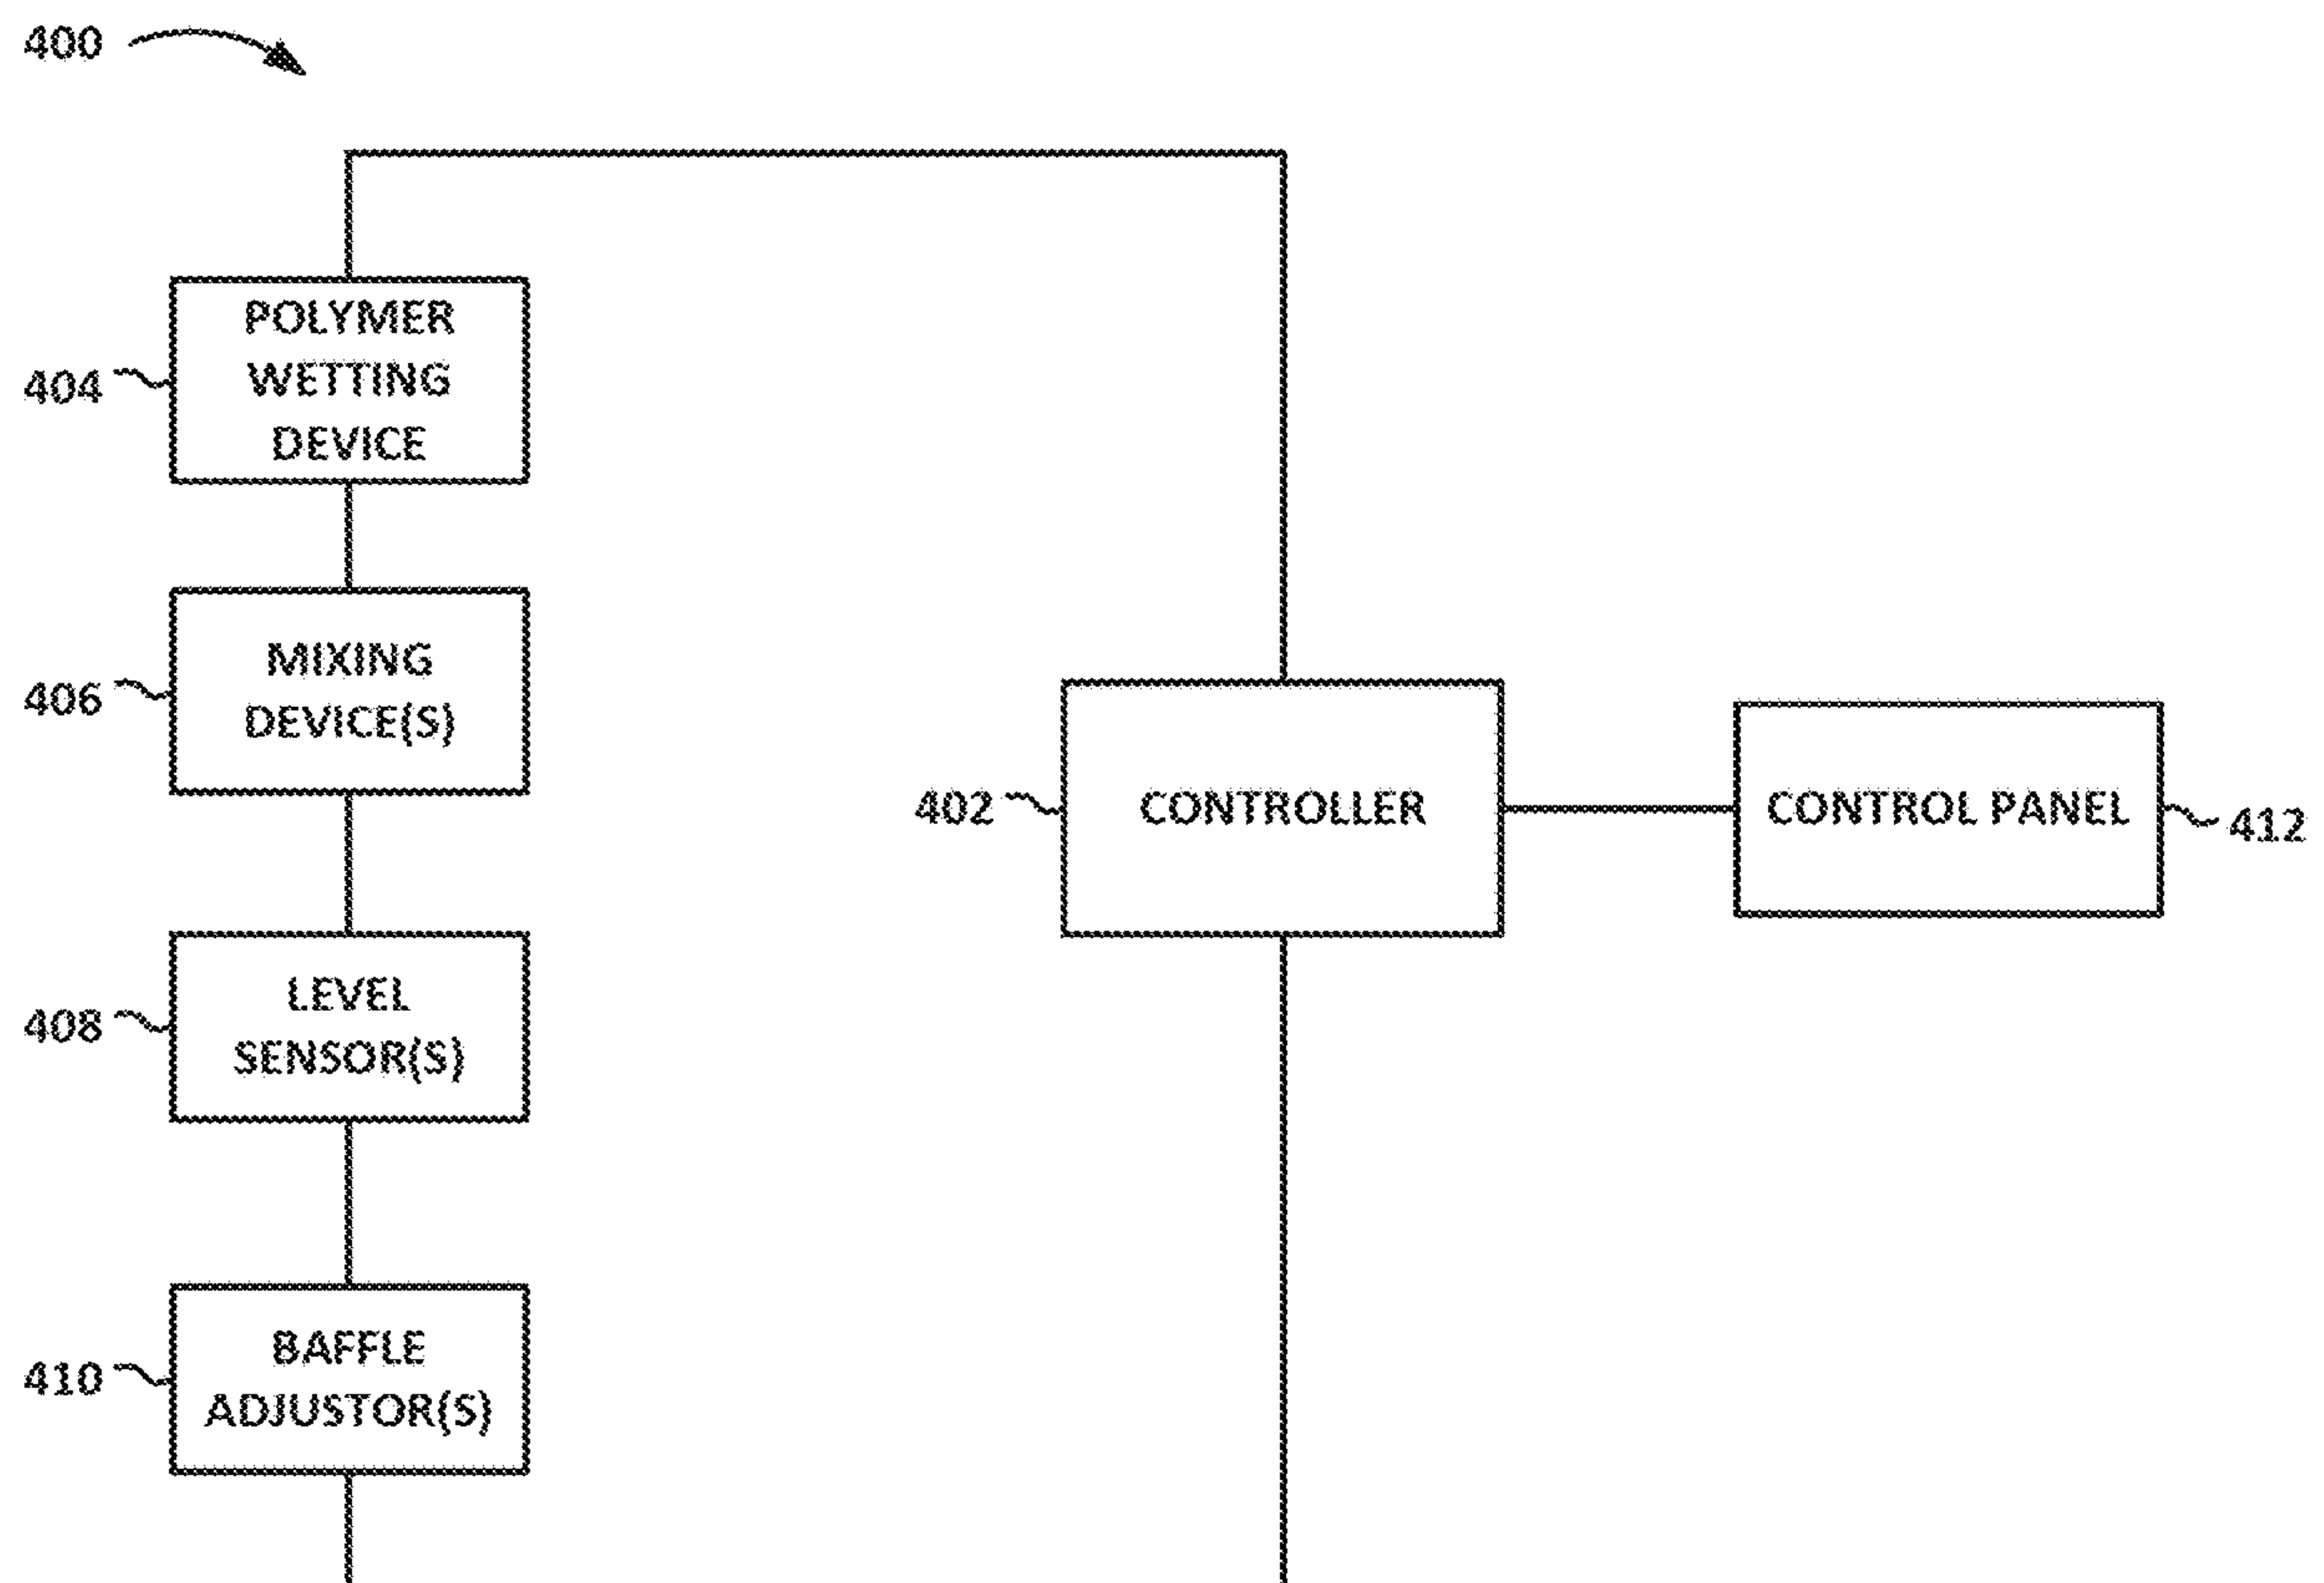 400
POLYMER
WETTING
DEVICE
404
MIXING
DEVICE(S)
406
402
CONTROLLER
CONTROL PANEL
412
LEVEL
SENSOR(S)
408
BAFFLE
ADJUSTOR(S)
410